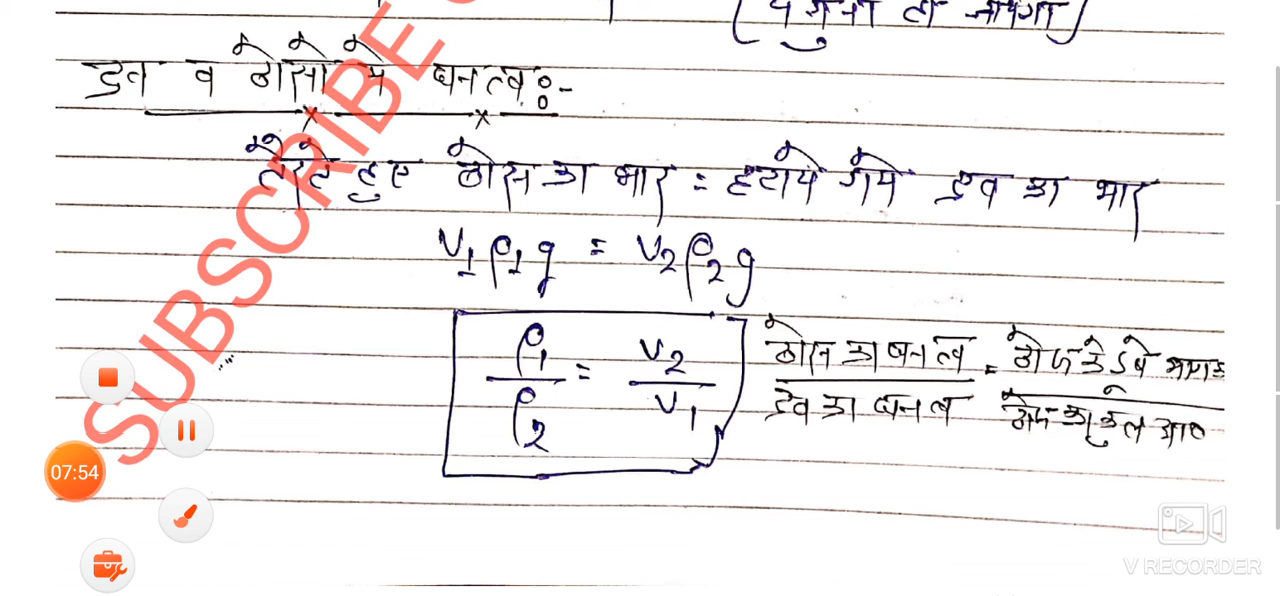 द्रव व ठोसों में घनत्व :-
तैरते हुए ठोस का भार = हटाये गये द्रव का भार
V1 ρ1 g = V2 ρ2 g
ρ1/ρ2 = V2/V1
ठोस का घनत्व / द्रव का घनत्व = ठोस के डूबे / ठोस का कुल
SUBSCRIBE
07:54
V RECORDER